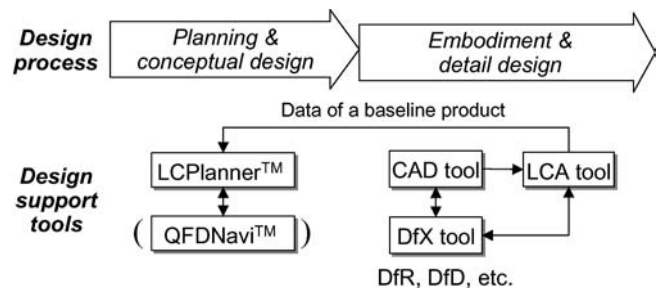 Design
process
Planning &
conceptual design
Embodiment &
detail design
Data of a baseline product
Design
support
tools
LCPlanner™
( QFDNavi™ )
CAD tool
LCA tool
DfX tool
DfR, DfD, etc.